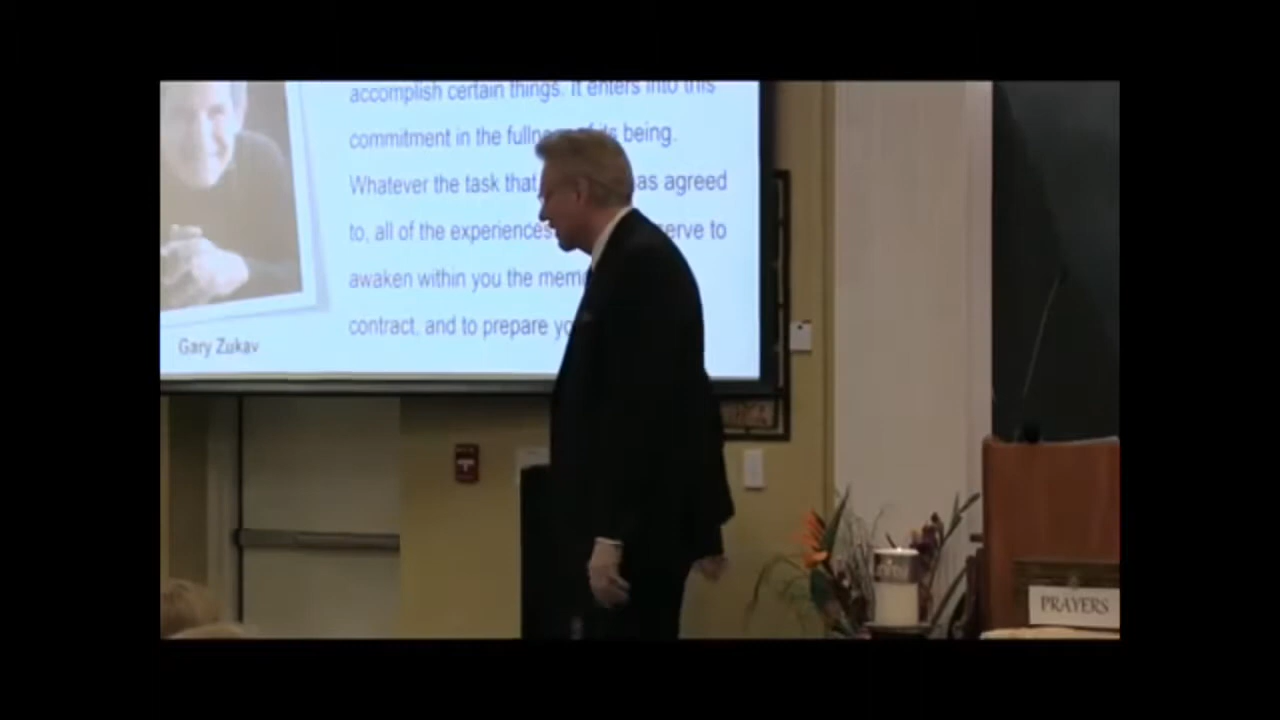 accomplish certain things. It enters into this
commitment in the fullness of its being.
Whatever the task that has agreed
to, all of the experiences serve to
awaken within you the
contract, and to prepare
Gary Zukav
PRAYERS